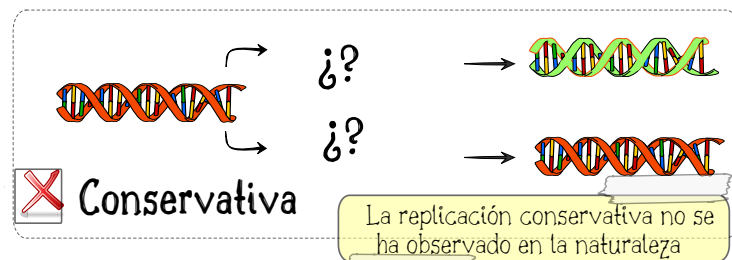 ¿?
¿?
Conservativa
La replicación conservativa no se
ha observado en la naturaleza